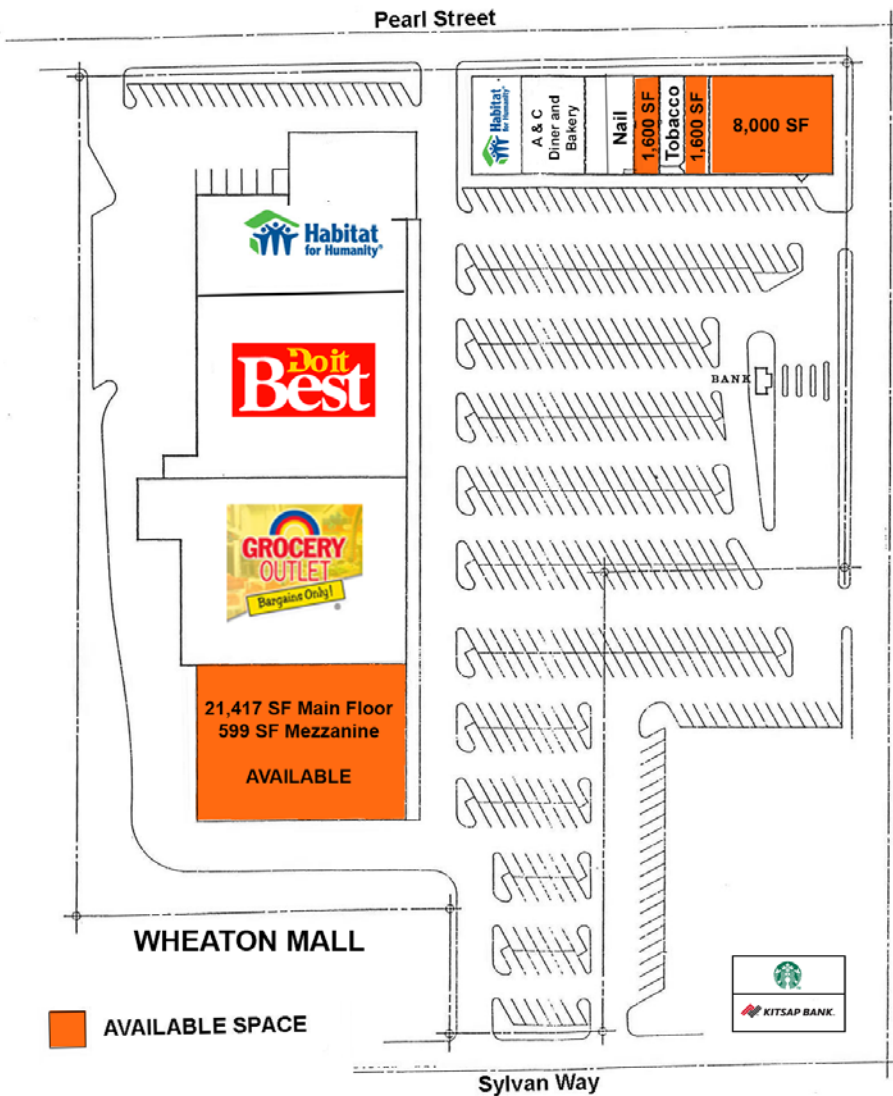 Pearl Street
Habitat
for Humanity®
A & C
Diner and
Bakery
Nail
1,600 SF
Tobacco
1,600 SF
8,000 SF
Habitat
for Humanity®
Do it
Best
BANK
GROCERY
OUTLET
Bargains Only!
®
21,417 SF Main Floor
599 SF Mezzanine
AVAILABLE
WHEATON MALL
KITSAP BANK.
AVAILABLE SPACE
Sylvan Way